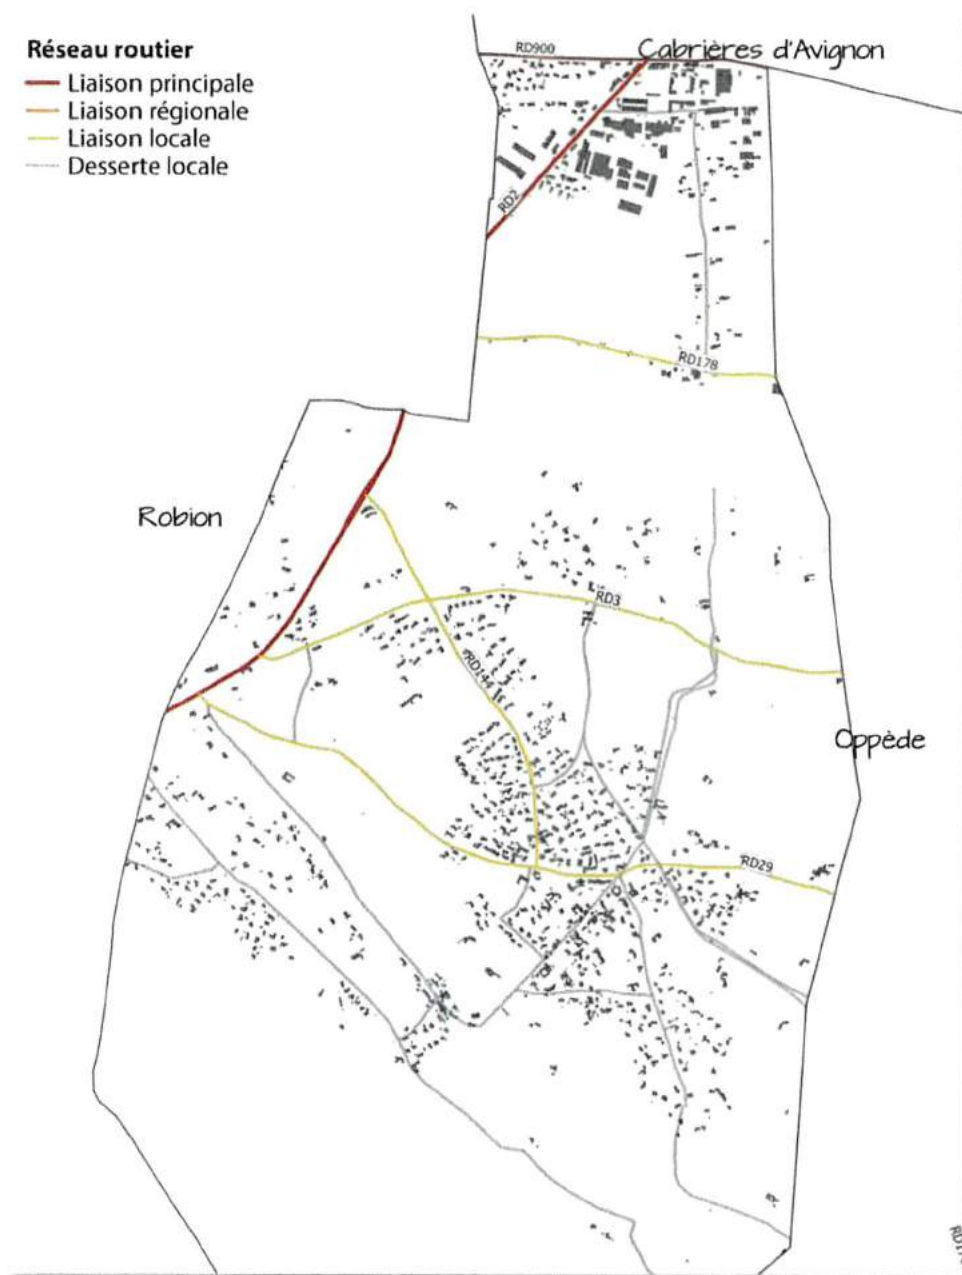 Réseau routier
Liaison principale
Liaison régionale
Liaison locale
Desserte locale
RD900
Cabrières d'Avignon
RD2
RD178
Robion
RD3
RD144
Oppède
RD29